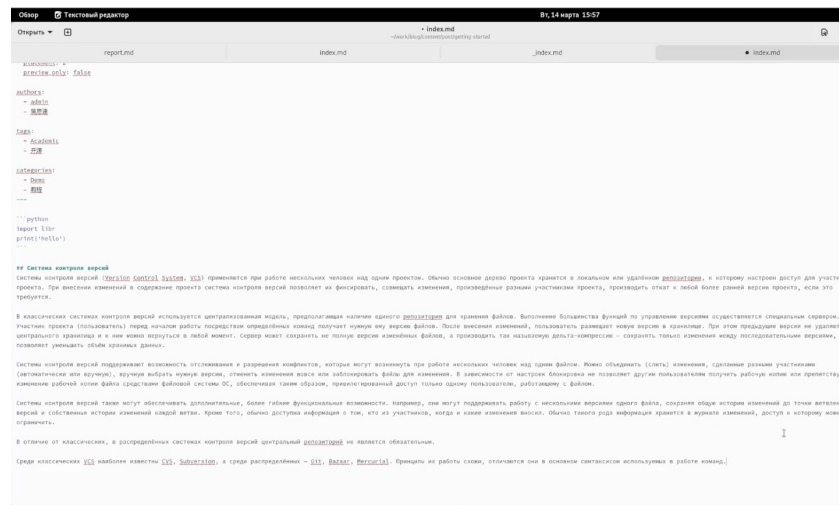 Обзор Текстовый редактор Вт, 14 марта 15:57
Открыть • index.md
~/work/blog/content/post/getting-started
report.md index.md _index.md ● index.md
preview_only: false
authors:
- admin
- 吳恩達
tags:
- Academic
- 开源
categories:
- Demo
- 教程
---
```python
import libr
print('hello')
```
## Система контроля версий
Системы контроля версий (Version Control System, VCS) применяются при работе нескольких человек над одним проектом. Обычно основное дерево проекта хранится в локальном или удалённом репозитории, к которому настроен доступ для участн
проекта. При внесении изменений в содержание проекта система контроля версий позволяет их фиксировать, совмещать изменения, произведённые разными участниками проекта, производить откат к любой более ранней версии проекта, если это
требуется.
В классических системах контроля версий используется централизованная модель, предполагающая наличие единого репозитория для хранения файлов. Выполнение большинства функций по управлению версиями осуществляется специальным сервером.
Участник проекта (пользователь) перед началом работы посредством определённых команд получает нужную ему версию файлов. После внесения изменений, пользователь размещает новую версию в хранилище. При этом предыдущие версии не удаляют
центрального хранилища и к ним можно вернуться в любой момент. Сервер может сохранять не полную версию изменённых файлов, а производить так называемую дельта-компрессию — сохранять только изменения между последовательными версиями,
позволяет уменьшить объём хранимых данных.
Системы контроля версий поддерживают возможность отслеживания и разрешения конфликтов, которые могут возникнуть при работе нескольких человек над одним файлом. Можно объединить (слить) изменения, сделанные разными участниками
(автоматически или вручную), вручную выбрать нужную версию, отменить изменения вовсе или заблокировать файлы для изменения. В зависимости от настроек блокировка не позволяет другим пользователям получить рабочую копию или препятству
изменению рабочей копии файла средствами файловой системы ОС, обеспечивая таким образом, привилегированный доступ только одному пользователю, работающему с файлом.
Системы контроля версий также могут обеспечивать дополнительные, более гибкие функциональные возможности. Например, они могут поддерживать работу с несколькими версиями одного файла, сохраняя общую историю изменений до точки ветвлен
версий и собственные истории изменений каждой ветви. Кроме того, обычно доступна информация о том, кто из участников, когда и какие изменения вносил. Обычно такого рода информация хранится в журнале изменений, доступ к которому мож
ограничить.
В отличие от классических, в распределённых системах контроля версий центральный репозиторий не является обязательным.
Среди классических VCS наиболее известны CVS, Subversion, а среди распределённых — Git, Bazaar, Mercurial. Принципы их работы схожи, отличаются они в основном синтаксисом используемых в работе команд.